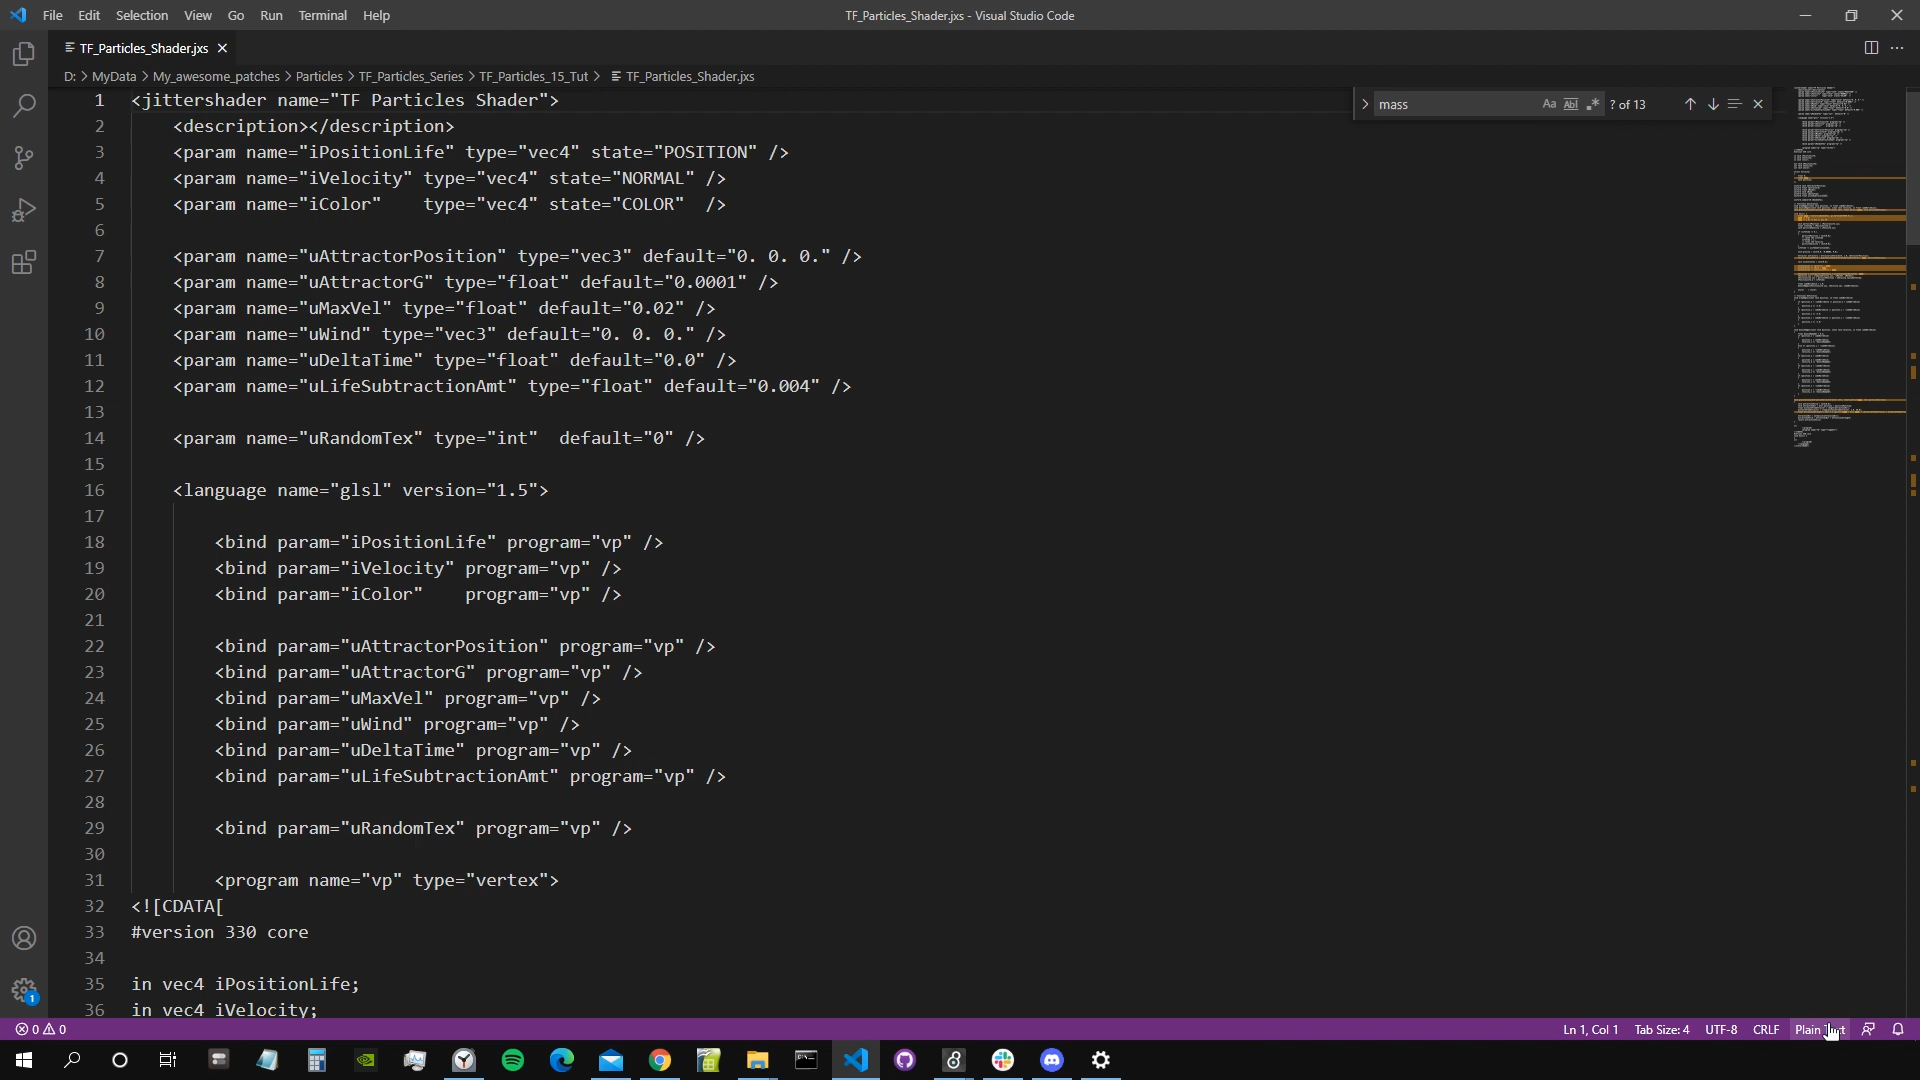 File Edit Selection View Go Run Terminal Help
TF_Particles_Shader.jxs - Visual Studio Code
TF_Particles_Shader.jxs
D: > MyData > My_awesome_patches > Particles > TF_Particles_Series > TF_Particles_15_Tut > TF_Particles_Shader.jxs
mass Aa Abl .* ? of 13
1 <jittershader name="TF Particles Shader">
2 <description></description>
3 <param name="iPositionLife" type="vec4" state="POSITION" />
4 <param name="iVelocity" type="vec4" state="NORMAL" />
5 <param name="iColor"    type="vec4" state="COLOR"  />
6
7 <param name="uAttractorPosition" type="vec3" default="0. 0. 0." />
8 <param name="uAttractorG" type="float" default="0.0001" />
9 <param name="uMaxVel" type="float" default="0.02" />
10 <param name="uWind" type="vec3" default="0. 0. 0." />
11 <param name="uDeltaTime" type="float" default="0.0" />
12 <param name="uLifeSubtractionAmt" type="float" default="0.004" />
13
14 <param name="uRandomTex" type="int"  default="0" />
15
16 <language name="glsl" version="1.5">
17
18 <bind param="iPositionLife" program="vp" />
19 <bind param="iVelocity" program="vp" />
20 <bind param="iColor"    program="vp" />
21
22 <bind param="uAttractorPosition" program="vp" />
23 <bind param="uAttractorG" program="vp" />
24 <bind param="uMaxVel" program="vp" />
25 <bind param="uWind" program="vp" />
26 <bind param="uDeltaTime" program="vp" />
27 <bind param="uLifeSubtractionAmt" program="vp" />
28
29 <bind param="uRandomTex" program="vp" />
30
31 <program name="vp" type="vertex">
32 <![CDATA[
33 #version 330 core
34
35 in vec4 iPositionLife;
36 in vec4 iVelocity;
1
0 0 Ln 1, Col 1 Tab Size: 4 UTF-8 CRLF Plain